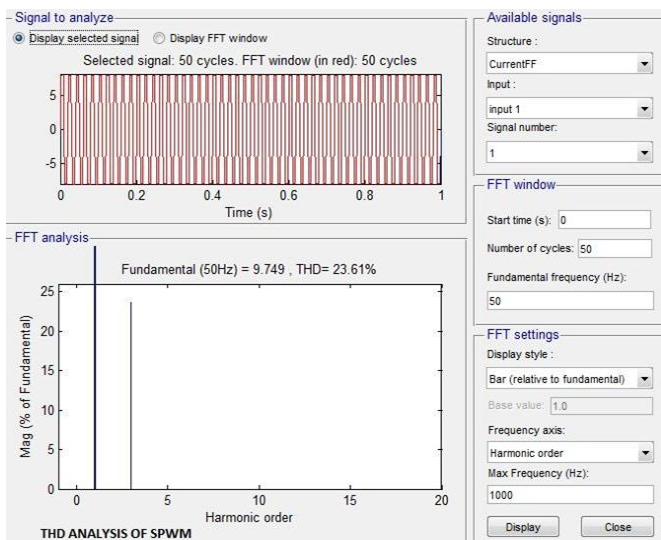 Signal to analyze
Display selected signal Display FFT window
Selected signal: 50 cycles. FFT window (in red): 50 cycles
5
0
-5
0 0.2 0.4 0.6 0.8 1
Time (s)
FFT analysis
Fundamental (50Hz) = 9.749 , THD= 23.61%
25
20
15
10
5
0
Mag (% of Fundamental)
0 5 10 15 20
Harmonic order
THD ANALYSIS OF SPWM
Available signals
Structure :
CurrentFF
Input :
input 1
Signal number:
1
FFT window
Start time (s): 0
Number of cycles: 50
Fundamental frequency (Hz):
50
FFT settings
Display style :
Bar (relative to fundamental)
Base value: 1.0
Frequency axis:
Harmonic order
Max Frequency (Hz):
1000
Display Close